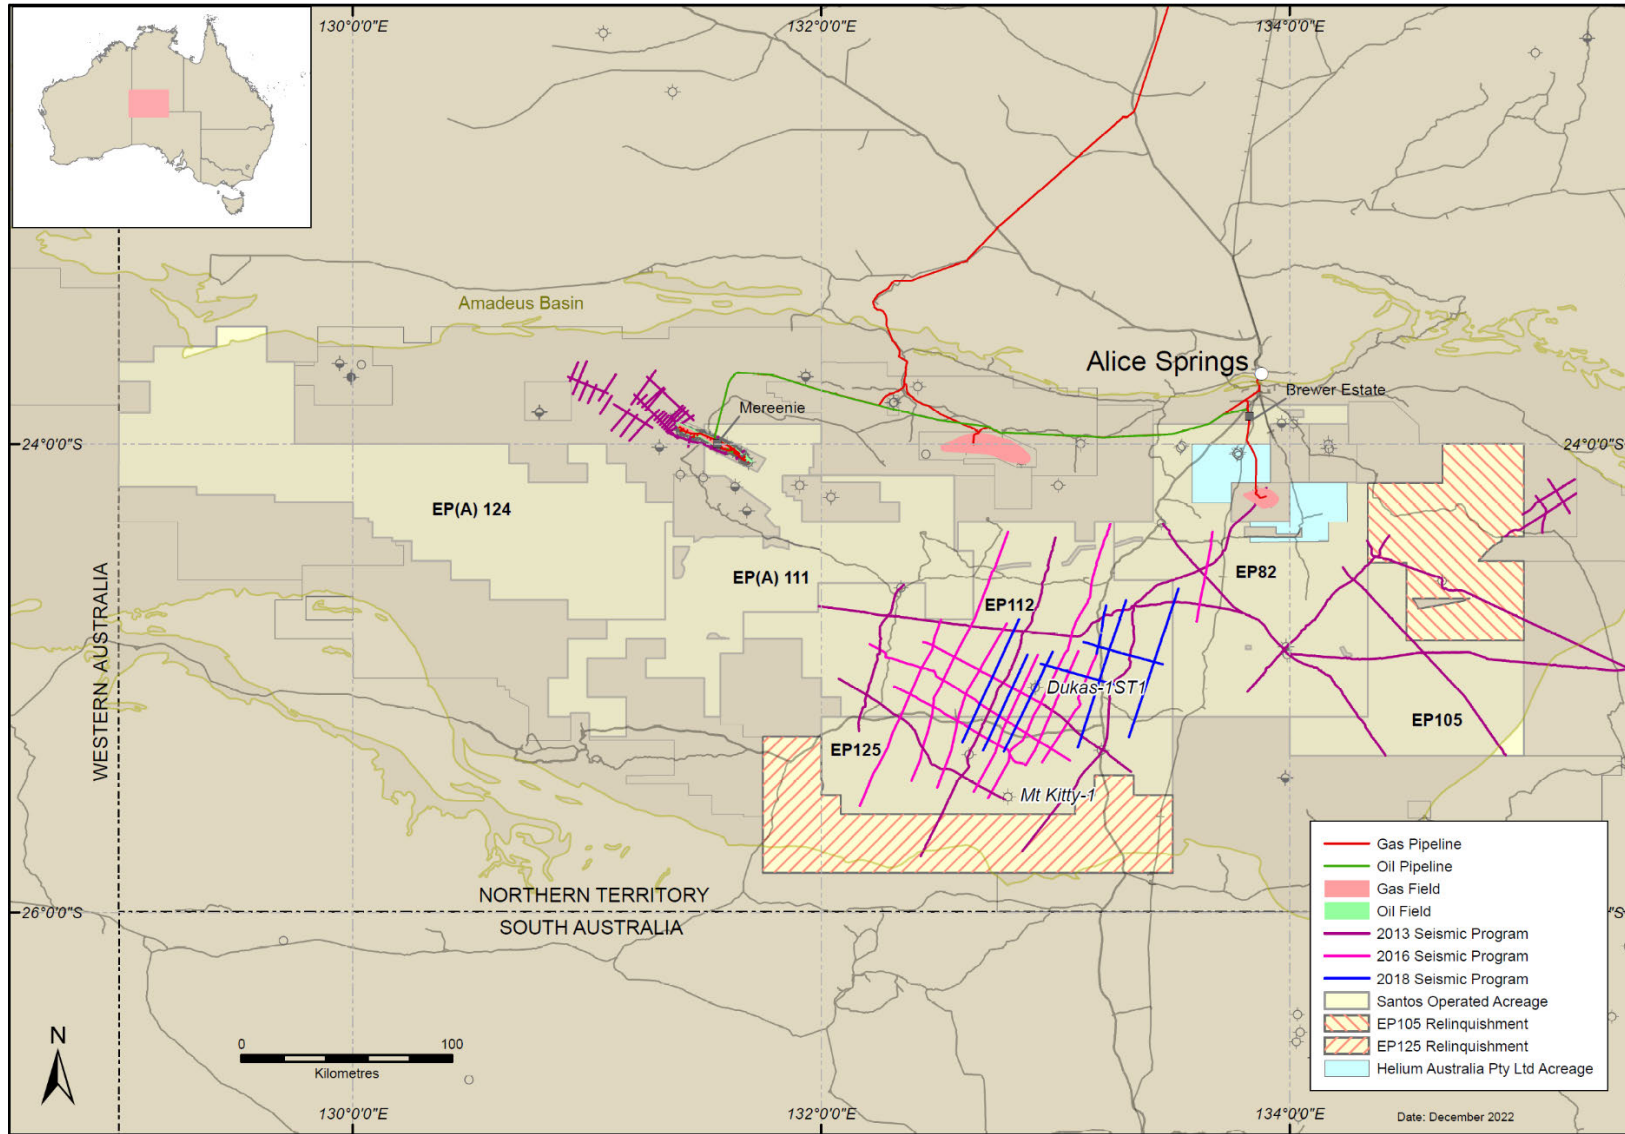 130°0'0"E
132°0'0"E
134°0'0"E
Amadeus Basin
Alice Springs
Brewer Estate
Mereenie
24°0'0"S
24°0'0"S
EP(A) 124
EP(A) 111
EP112
EP82
Dukas-1ST1
EP105
EP125
Mt Kitty-1
WESTERN AUSTRALIA
NORTHERN TERRITORY
26°0'0"S
"S
SOUTH AUSTRALIA
Gas Pipeline
Oil Pipeline
Gas Field
Oil Field
2013 Seismic Program
2016 Seismic Program
2018 Seismic Program
Santos Operated Acreage
EP105 Relinquishment
EP125 Relinquishment
Helium Australia Pty Ltd Acreage
N
0
100
Kilometres
130°0'0"E
132°0'0"E
134°0'0"E
Date: December 2022